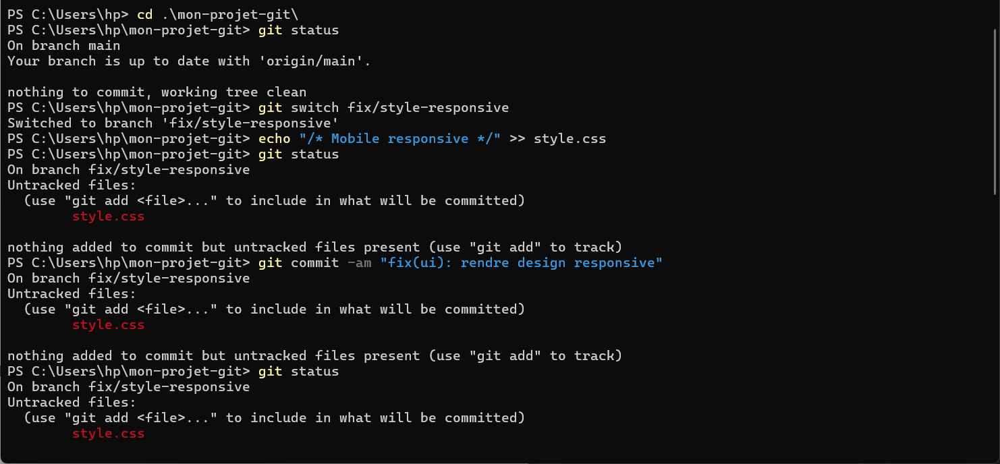 PS C:\Users\hp> cd .\mon-projet-git\
PS C:\Users\hp\mon-projet-git> git status
On branch main
Your branch is up to date with 'origin/main'.
nothing to commit, working tree clean
PS C:\Users\hp\mon-projet-git> git switch fix/style-responsive
Switched to branch 'fix/style-responsive'
PS C:\Users\hp\mon-projet-git> echo "/* Mobile responsive */" >> style.css
PS C:\Users\hp\mon-projet-git> git status
On branch fix/style-responsive
Untracked files:
  (use "git add <file>..." to include in what will be committed)
        style.css
nothing added to commit but untracked files present (use "git add" to track)
PS C:\Users\hp\mon-projet-git> git commit -am "fix(ui): rendre design responsive"
On branch fix/style-responsive
Untracked files:
  (use "git add <file>..." to include in what will be committed)
        style.css
nothing added to commit but untracked files present (use "git add" to track)
PS C:\Users\hp\mon-projet-git> git status
On branch fix/style-responsive
Untracked files:
  (use "git add <file>..." to include in what will be committed)
        style.css